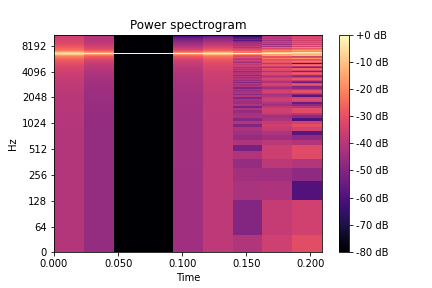 Power spectrogram
8192
4096
2048
1024
512
256
128
64
0
Hz
0.000 0.050 0.100 0.150 0.200
Time
+0 dB
-10 dB
-20 dB
-30 dB
-40 dB
-50 dB
-60 dB
-70 dB
-80 dB